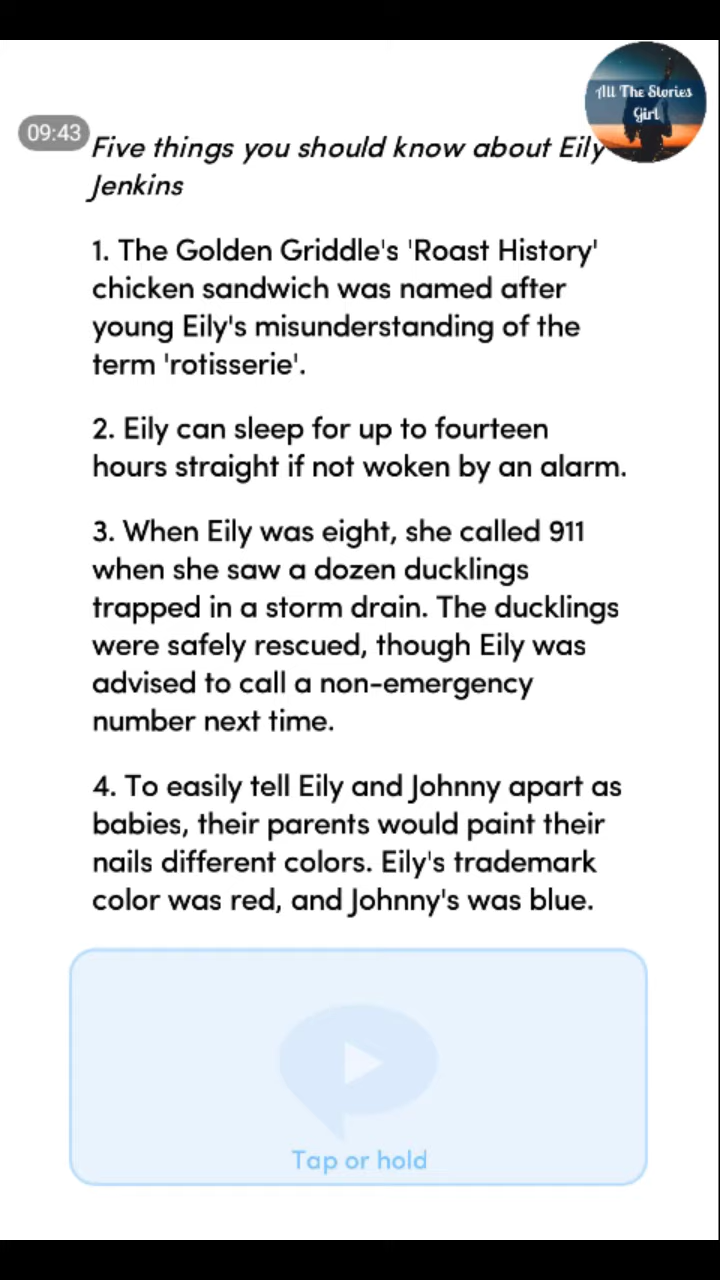 All The Stories
Girl
09:43
Five things you should know about Eily
Jenkins
1. The Golden Griddle's 'Roast History'
chicken sandwich was named after
young Eily's misunderstanding of the
term 'rotisserie'.
2. Eily can sleep for up to fourteen
hours straight if not woken by an alarm.
3. When Eily was eight, she called 911
when she saw a dozen ducklings
trapped in a storm drain. The ducklings
were safely rescued, though Eily was
advised to call a non-emergency
number next time.
4. To easily tell Eily and Johnny apart as
babies, their parents would paint their
nails different colors. Eily's trademark
color was red, and Johnny's was blue.
Tap or hold